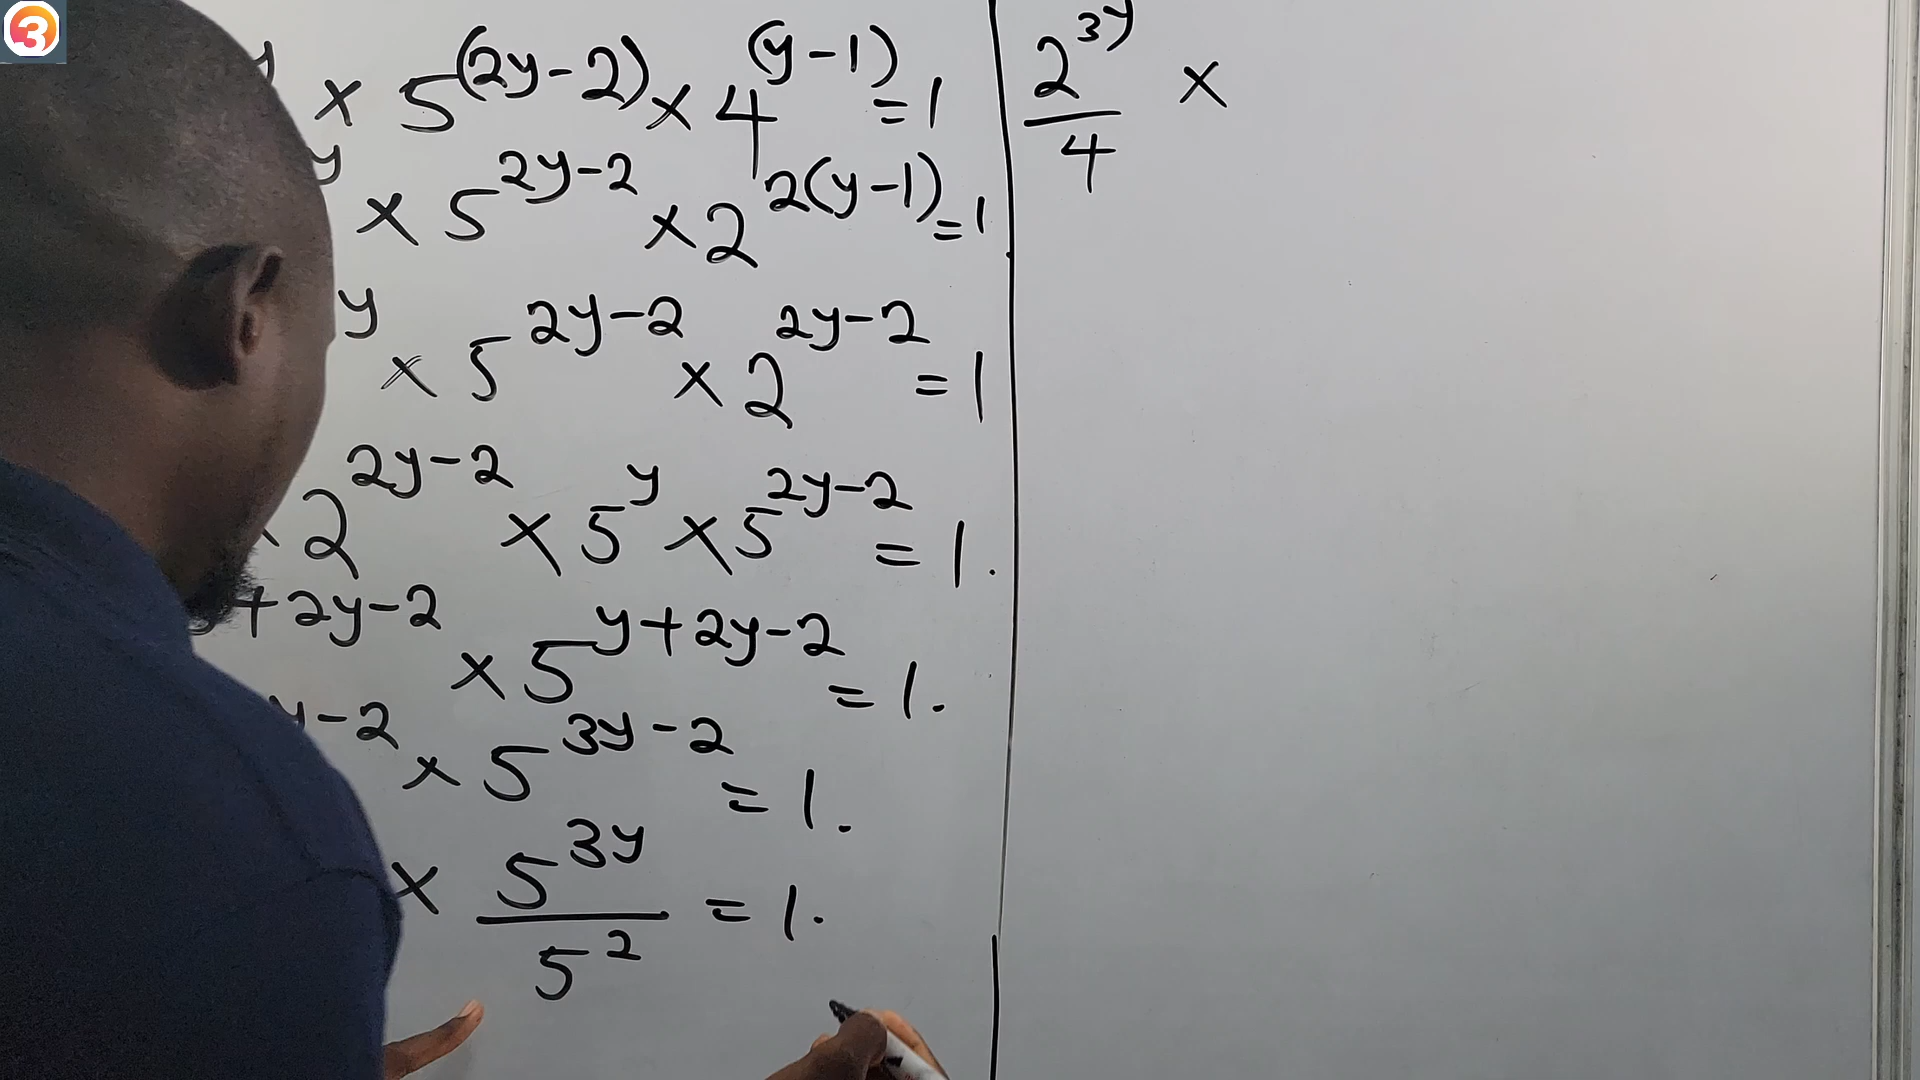 3
y × 5^(2y-2) × 4^(y-1) = 1
y × 5^2y-2 × 2^2(y-1) = 1
y × 5^2y-2 × 2^2y-2 = 1
2^2y-2 × 5^y × 5^2y-2 = 1.
+2y-2 × 5^y+2y-2 = 1.
y-2 × 5^3y-2 = 1.
× 5^3y/5^2 = 1.
2^3y/4 ×